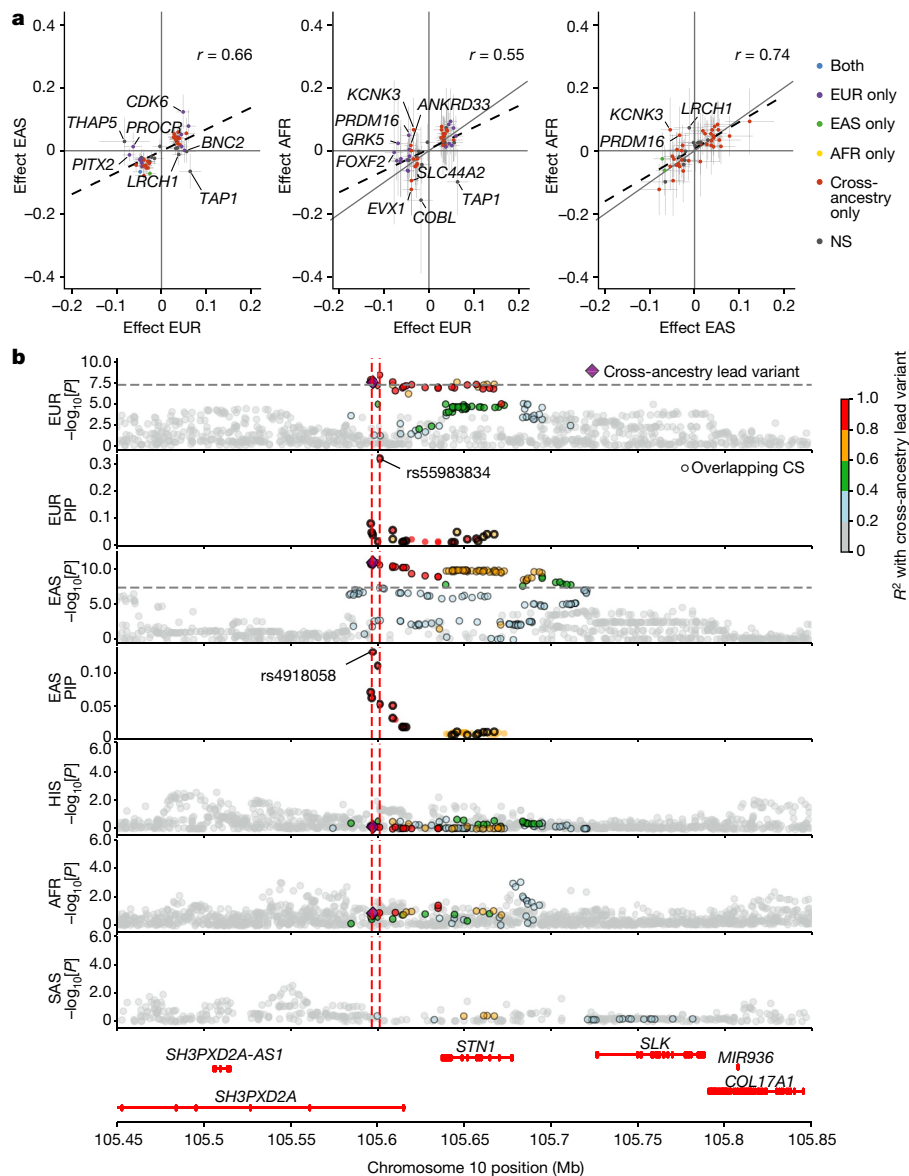 a
0.4
0.2
0
−0.2
−0.4
Effect EAS
r = 0.66
CDK6
THAP5
PROCR
BNC2
PITX2
LRCH1
TAP1
−0.2 −0.1 0 0.1 0.2
Effect EUR
0.4
0.2
0
−0.2
−0.4
Effect AFR
r = 0.55
KCNK3
ANKRD33
PRDM16
GRK5
FOXF2
SLC44A2
TAP1
EVX1
COBL
−0.2 −0.1 0 0.1 0.2
Effect EUR
0.4
0.2
0
−0.2
−0.4
Effect AFR
r = 0.74
KCNK3
LRCH1
PRDM16
−0.2 −0.1 0 0.1 0.2
Effect EAS
Both
EUR only
EAS only
AFR only
Cross-
ancestry
only
NS
b
EUR
−log10[P]
10.0
7.5
5.0
2.5
0
Cross-ancestry lead variant
EUR
PIP
0.3
0.1
0
rs55983834
Overlapping CS
EAS
−log10[P]
10.0
5.0
0
EAS
PIP
0.10
0.05
0
rs4918058
HIS
−log10[P]
6.0
4.0
2.0
0
AFR
−log10[P]
6.0
4.0
2.0
0
SAS
−log10[P]
6.0
4.0
2.0
0
1.0
0.8
0.6
0.4
0.2
0
R2 with cross-ancestry lead variant
STN1
SLK
SH3PXD2A-AS1
MIR936
COL17A1
SH3PXD2A
105.45 105.5 105.55 105.6 105.65 105.7 105.75 105.8 105.85
Chromosome 10 position (Mb)